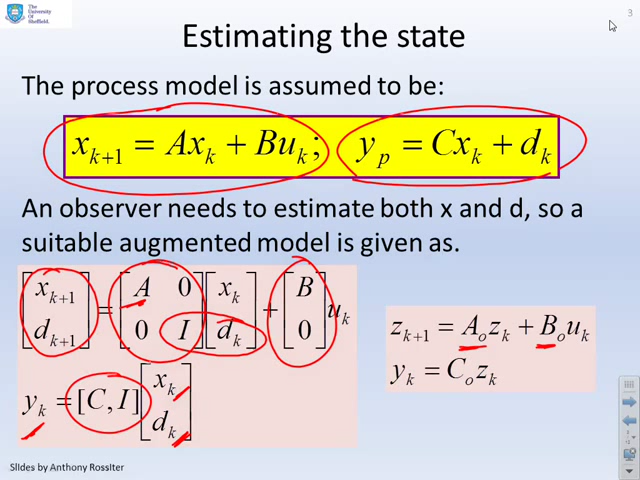 The
University
Of
Sheffield.
3
Estimating the state
The process model is assumed to be:
x_{k+1} = Ax_k + Bu_k; y_p = Cx_k + d_k
An observer needs to estimate both x and d, so a
suitable augmented model is given as.
[x_{k+1}; d_{k+1}] = [A 0; 0 I][x_k; d_k] + [B; 0]u_k
y_k = [C, I][x_k; d_k]
z_{k+1} = A_o z_k + B_o u_k
y_k = C_o z_k
Slides by Anthony Rossiter